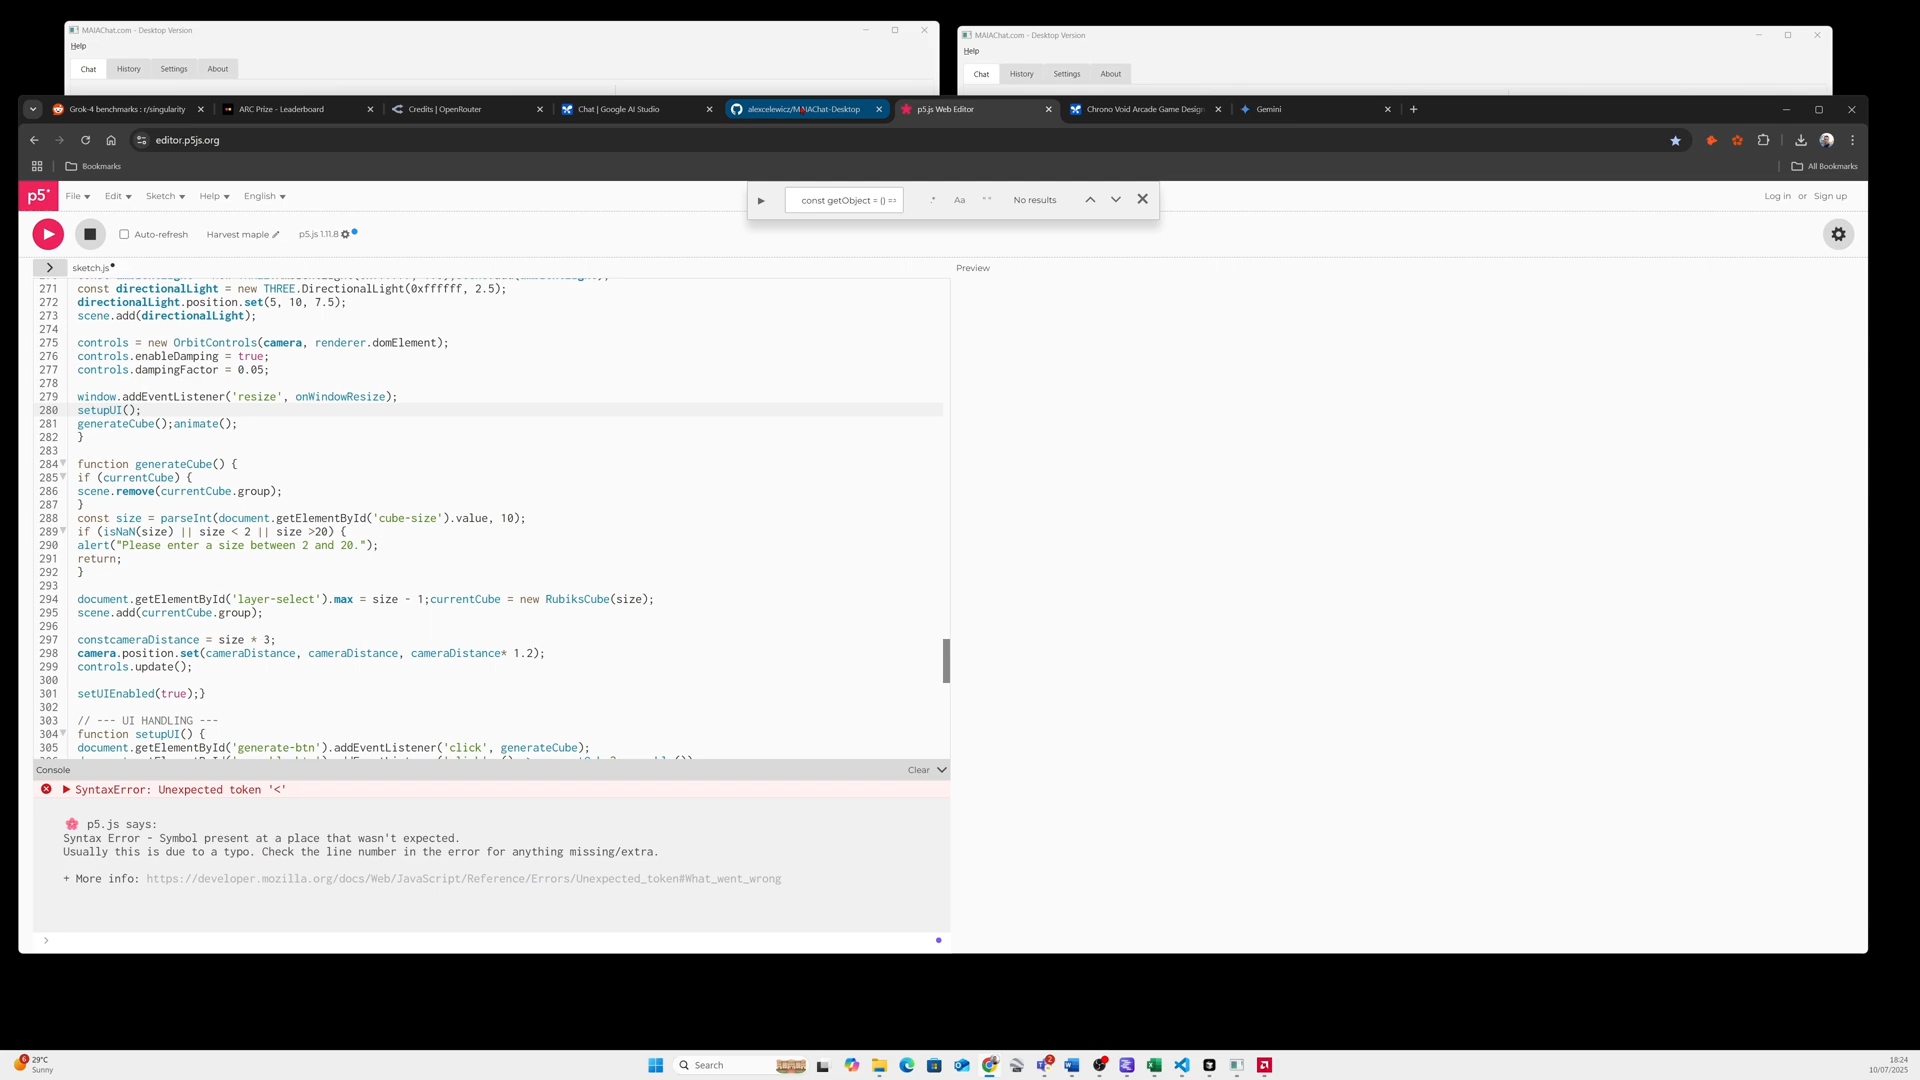 MAIAChat.com - Desktop Version
Help
Chat
History
Settings
About
MAIAChat.com - Desktop Version
Help
Chat
History
Settings
About
Grok-4 benchmarks : r/singularity
ARC Prize - Leaderboard
Credits | OpenRouter
Chat | Google AI Studio
alexcelewicz/MAIAChat-Desktop
p5.js Web Editor
Chrono Void Arcade Game Design
Gemini
editor.p5js.org
Bookmarks
All Bookmarks
p5*
File
Edit
Sketch
Help
English
const getObject = () =>
.*
Aa
" "
No results
Log in or Sign up
Auto-refresh
Harvest maple
p5.js 1.11.8
sketch.js
Preview
271 const directionalLight = new THREE.DirectionalLight(0xffffff, 2.5);
272 directionalLight.position.set(5, 10, 7.5);
273 scene.add(directionalLight);
274
275 controls = new OrbitControls(camera, renderer.domElement);
276 controls.enableDamping = true;
277 controls.dampingFactor = 0.05;
278
279 window.addEventListener('resize', onWindowResize);
280 setupUI();
281 generateCube();animate();
282 }
283
284 function generateCube() {
285 if (currentCube) {
286 scene.remove(currentCube.group);
287 }
288 const size = parseInt(document.getElementById('cube-size').value, 10);
289 if (isNaN(size) || size < 2 || size >20) {
290 alert("Please enter a size between 2 and 20.");
291 return;
292 }
293
294 document.getElementById('layer-select').max = size - 1;currentCube = new RubiksCube(size);
295 scene.add(currentCube.group);
296
297 constcameraDistance = size * 3;
298 camera.position.set(cameraDistance, cameraDistance, cameraDistance* 1.2);
299 controls.update();
300
301 setUIEnabled(true);}
302
303 // --- UI HANDLING ---
304 function setupUI() {
305 document.getElementById('generate-btn').addEventListener('click', generateCube);
Console
Clear
SyntaxError: Unexpected token '<'
p5.js says:
Syntax Error - Symbol present at a place that wasn't expected.
Usually this is due to a typo. Check the line number in the error for anything missing/extra.
+ More info: https://developer.mozilla.org/docs/Web/JavaScript/Reference/Errors/Unexpected_token#What_went_wrong
6
29°C
Sunny
Search
2
18:24
10/07/2025